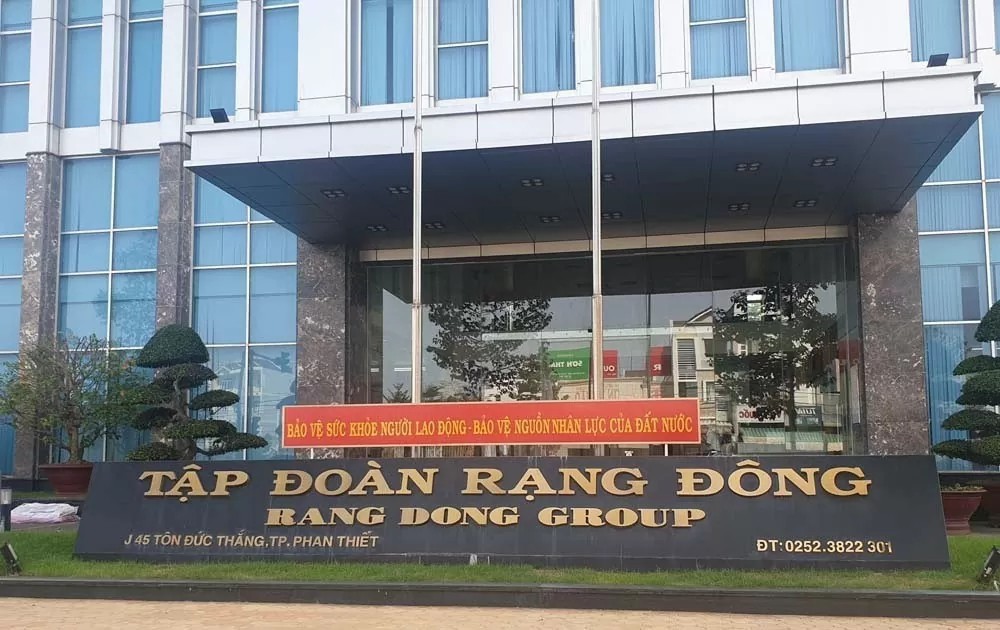 SƠN
BẢO VỆ SỨC KHỎE NGƯỜI LAO ĐỘNG - BẢO VỆ NGUỒN NHÂN LỰC CỦA ĐẤT NƯỚC
TẬP ĐOÀN RẠNG ĐÔNG
RANG DONG GROUP
J 45 TÔN ĐỨC THẮNG,TP. PHAN THIẾT
ĐT: 0252.3822 301